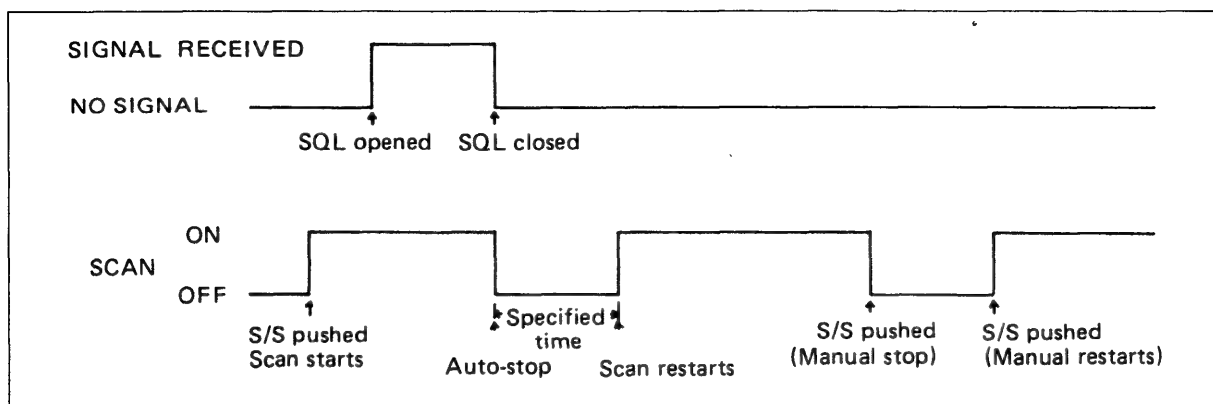 SIGNAL RECEIVED
NO SIGNAL
SQL opened
SQL closed
ON
SCAN
OFF
S/S pushed
Scan starts
Specified
time
Auto-stop
Scan restarts
S/S pushed
(Manual stop)
S/S pushed
(Manual restarts)